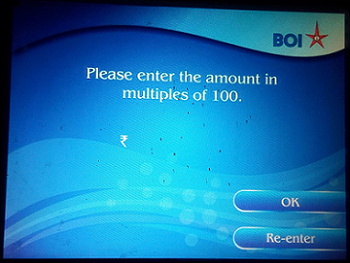 BOI
Please enter the amount in
multiples of 100.
₹
OK
Re-enter